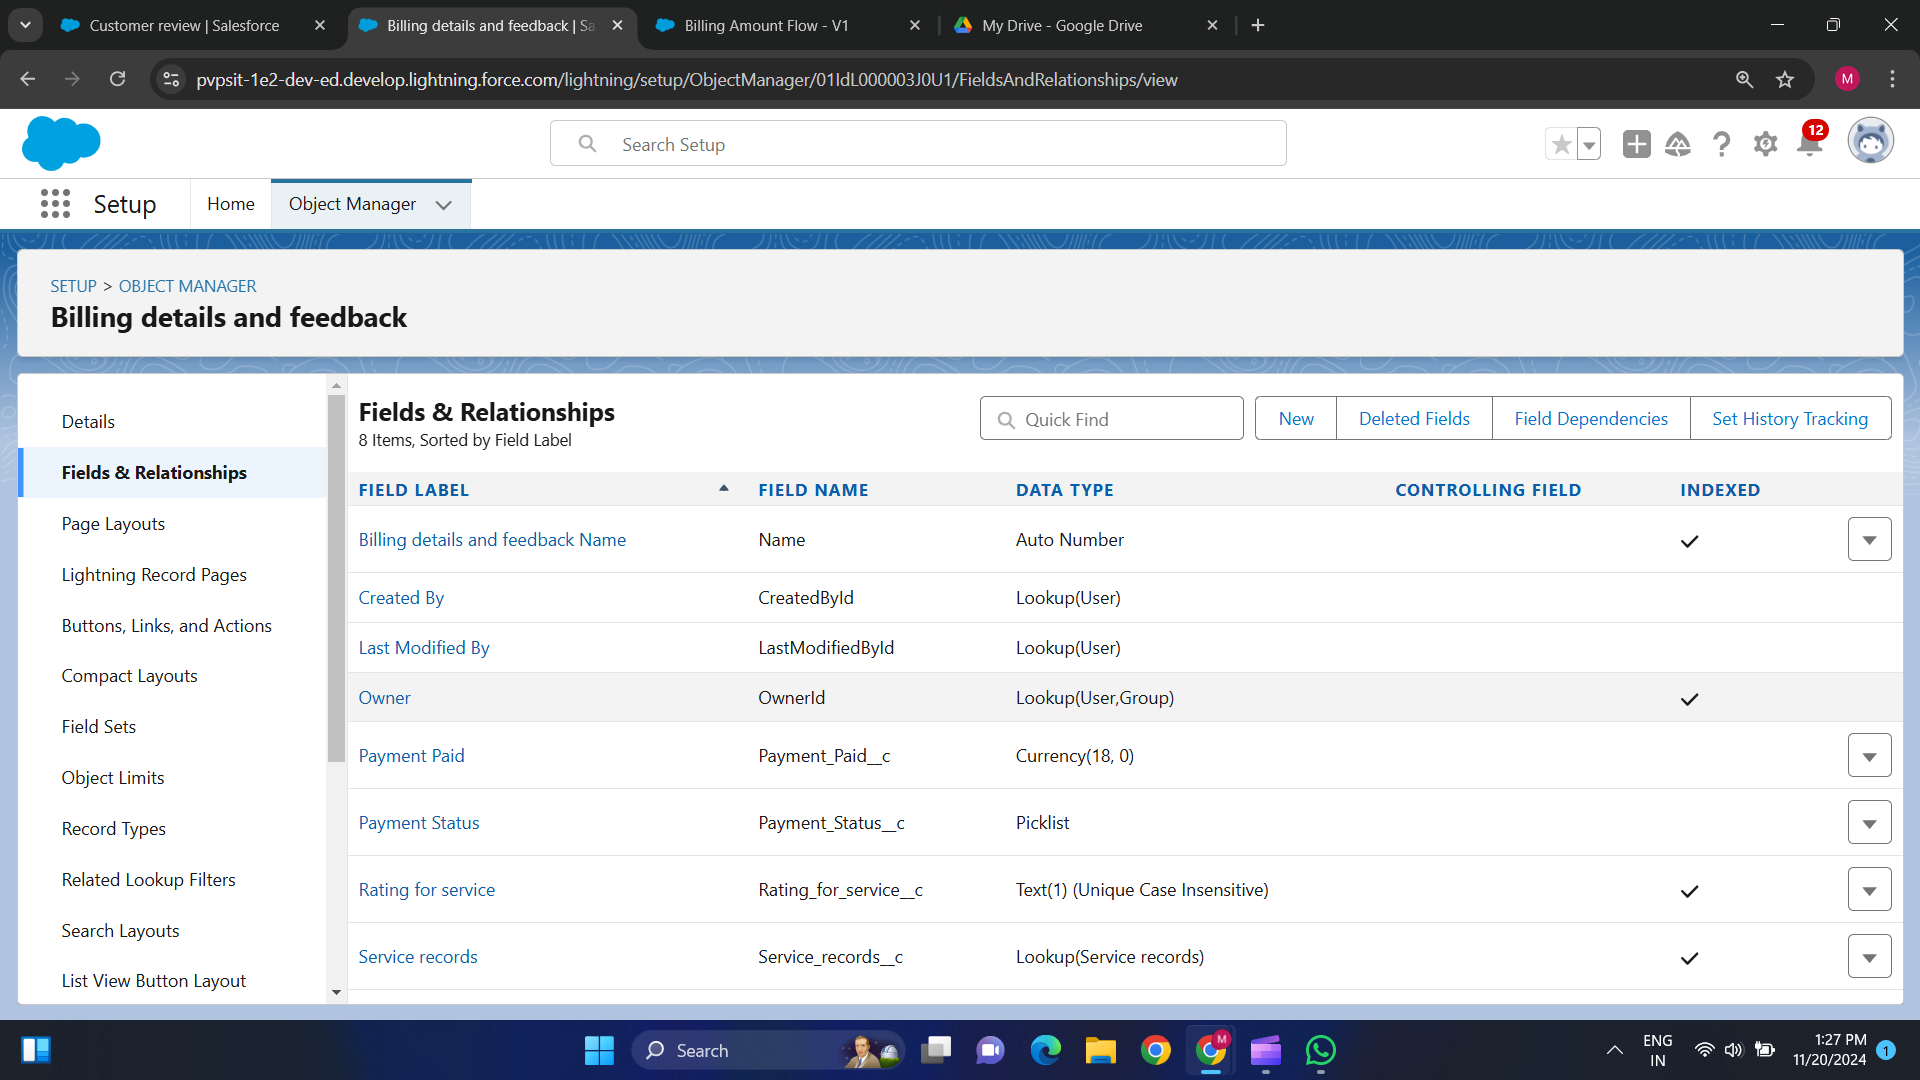 Customer review | Salesforce
Billing details and feedback | Sa
Billing Amount Flow - V1
My Drive - Google Drive
pvpsit-1e2-dev-ed.develop.lightning.force.com/lightning/setup/ObjectManager/01IdL000003J0U1/FieldsAndRelationships/view
M
Search Setup
12
Setup
Home
Object Manager
SETUP > OBJECT MANAGER
Billing details and feedback
Details
Fields & Relationships
Page Layouts
Lightning Record Pages
Buttons, Links, and Actions
Compact Layouts
Field Sets
Object Limits
Record Types
Related Lookup Filters
Search Layouts
List View Button Layout
Fields & Relationships
8 Items, Sorted by Field Label
Quick Find
New
Deleted Fields
Field Dependencies
Set History Tracking
FIELD LABEL FIELD NAME DATA TYPE CONTROLLING FIELD INDEXED
Billing details and feedback Name Name Auto Number
Created By CreatedById Lookup(User)
Last Modified By LastModifiedById Lookup(User)
Owner OwnerId Lookup(User,Group)
Payment Paid Payment_Paid__c Currency(18, 0)
Payment Status Payment_Status__c Picklist
Rating for service Rating_for_service__c Text(1) (Unique Case Insensitive)
Service records Service_records__c Lookup(Service records)
Search
M
ENG
IN
1:27 PM
11/20/2024
1